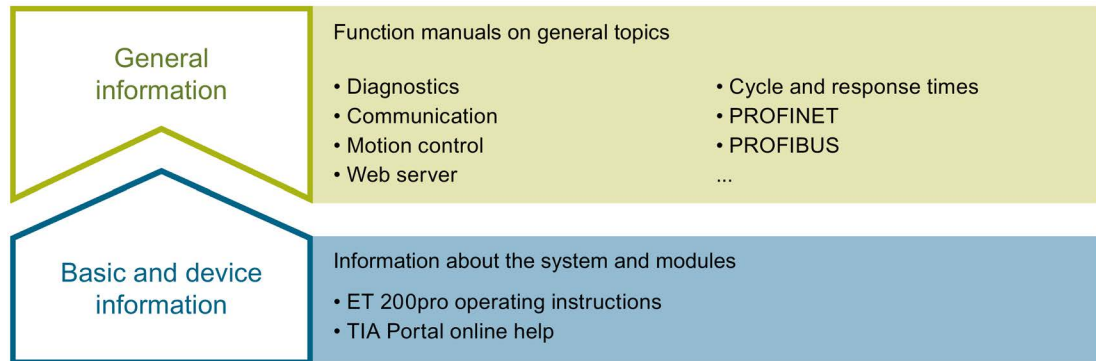 General
information
Function manuals on general topics
• Diagnostics
• Communication
• Motion control
• Web server
• Cycle and response times
• PROFINET
• PROFIBUS
...
Basic and device
information
Information about the system and modules
• ET 200pro operating instructions
• TIA Portal online help